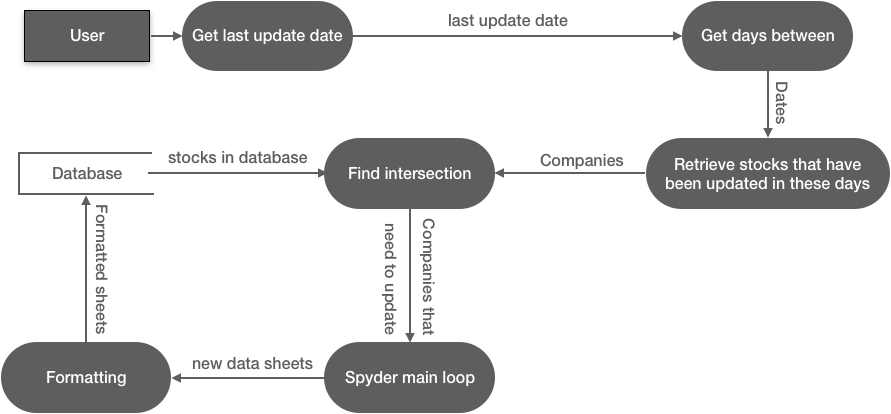 User
Get last update date
last update date
Get days between
Dates
Database
stocks in database
Find intersection
Companies
Retrieve stocks that have
been updated in these days
Formatted sheets
Companies that
need to update
Formatting
new data sheets
Spyder main loop